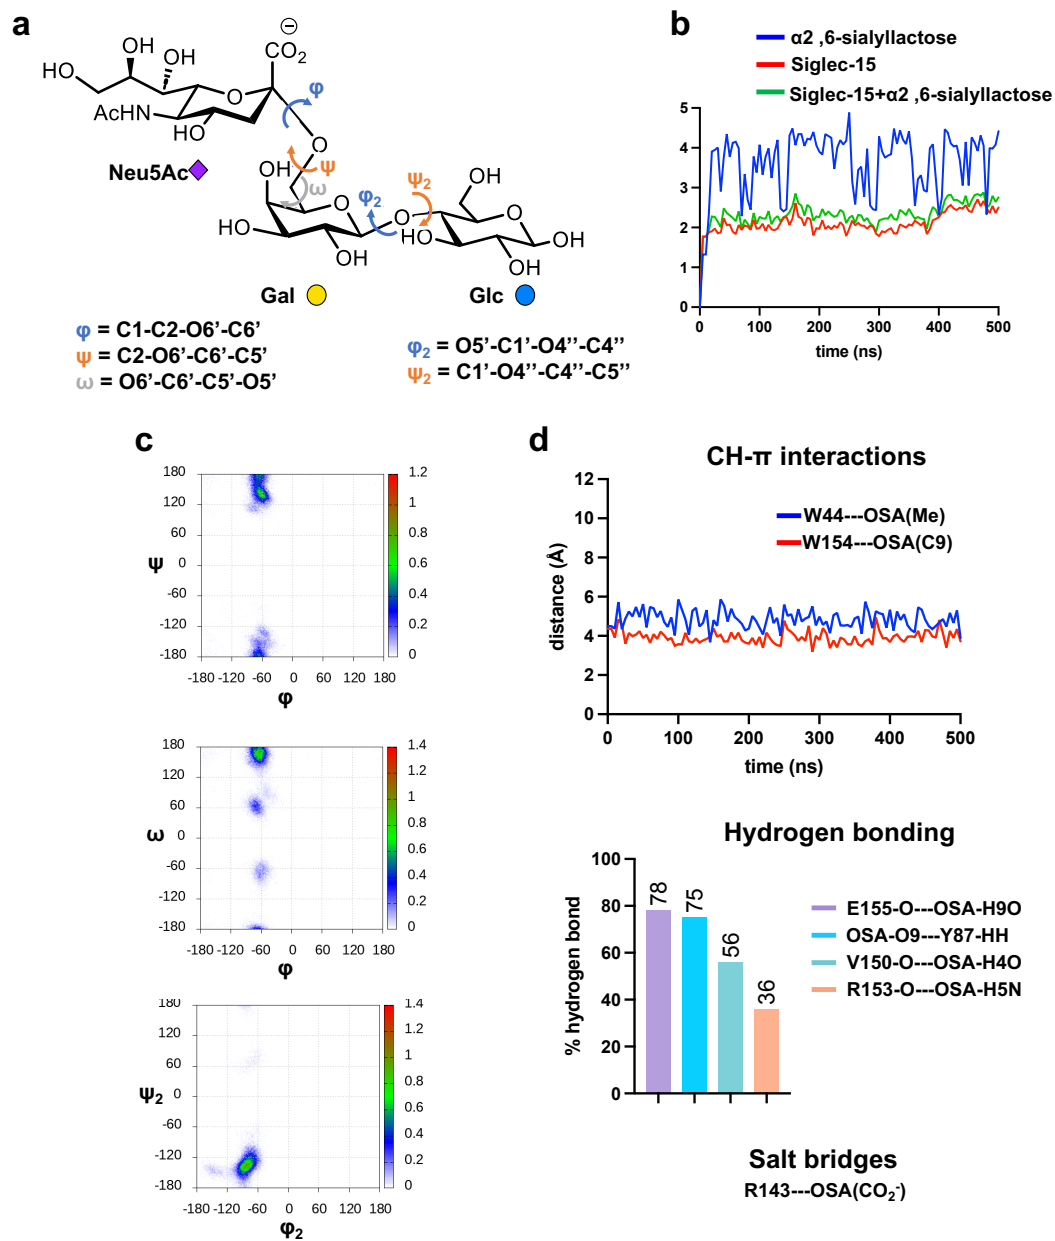 a
⊖
OH
OH
HO
CO2
O
φ
AcHN
HO
O
Neu5Ac
ψ
OH
ω
OH
φ2
ψ2
O
O
O
HO
HO
OH
OH
OH
Gal
Glc
φ = C1-C2-O6’-C6’
ψ = C2-O6’-C6’-C5’
ω = O6’-C6’-C5’-O5’
φ2 = O5’-C1’-O4’’-C4’’
ψ2 = C1’-O4’’-C4’’-C5’’
b
α2 ,6-sialyllactose
Siglec-15
Siglec-15+α2 ,6-sialyllactose
5
4
3
2
1
0
0 100 200 300 400 500
time (ns)
c
180
120
60
0
-60
-120
-180
ψ
-180 -120 -60 0 60 120 180
φ
1.2
1
0.8
0.6
0.4
0.2
0
180
120
60
0
-60
-120
-180
ω
-180 -120 -60 0 60 120 180
φ
1.4
1.2
1
0.8
0.6
0.4
0.2
0
180
120
60
0
-60
-120
-180
ψ2
-180 -120 -60 0 60 120 180
φ2
1.4
1.2
1
0.8
0.6
0.4
0.2
0
d
CH-π interactions
W44---OSA(Me)
W154---OSA(C9)
distance (Å)
12
10
8
6
4
2
0
0 100 200 300 400 500
time (ns)
Hydrogen bonding
% hydrogen bond
100
80
60
40
20
0
78
75
56
36
E155-O---OSA-H9O
OSA-O9---Y87-HH
V150-O---OSA-H4O
R153-O---OSA-H5N
Salt bridges
R143---OSA(CO2-)